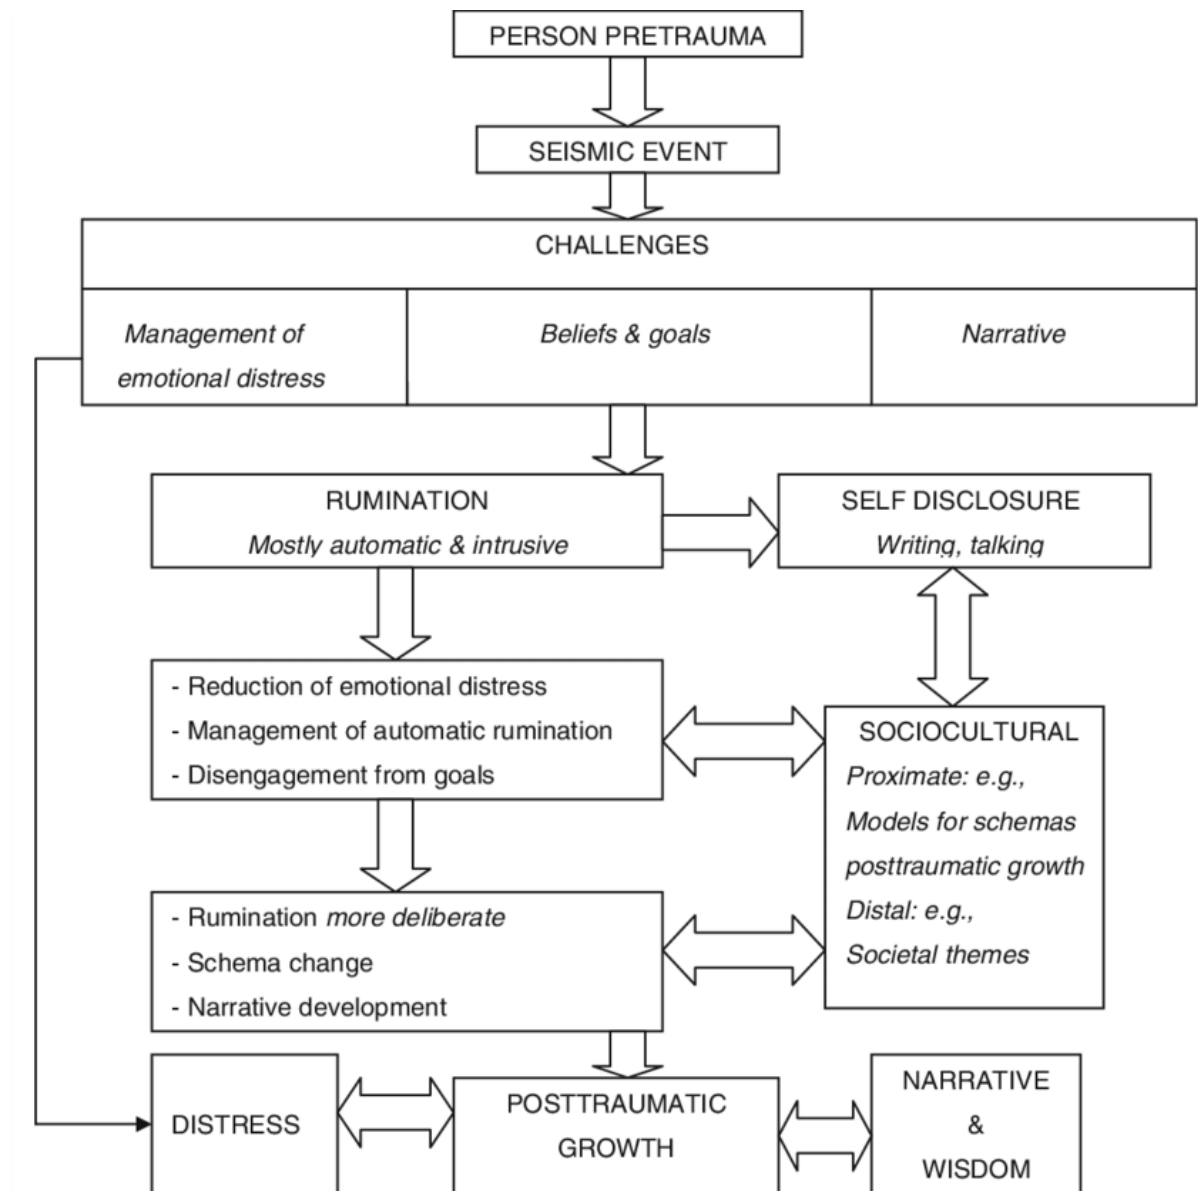 PERSON PRETRAUMA
SEISMIC EVENT
CHALLENGES
Management of
emotional distress
Beliefs & goals
Narrative
RUMINATION
Mostly automatic & intrusive
SELF DISCLOSURE
Writing, talking
- Reduction of emotional distress
- Management of automatic rumination
- Disengagement from goals
SOCIOCULTURAL
Proximate: e.g.,
Models for schemas
posttraumatic growth
Distal: e.g.,
Societal themes
- Rumination more deliberate
- Schema change
- Narrative development
DISTRESS
POSTTRAUMATIC
GROWTH
NARRATIVE
&
WISDOM